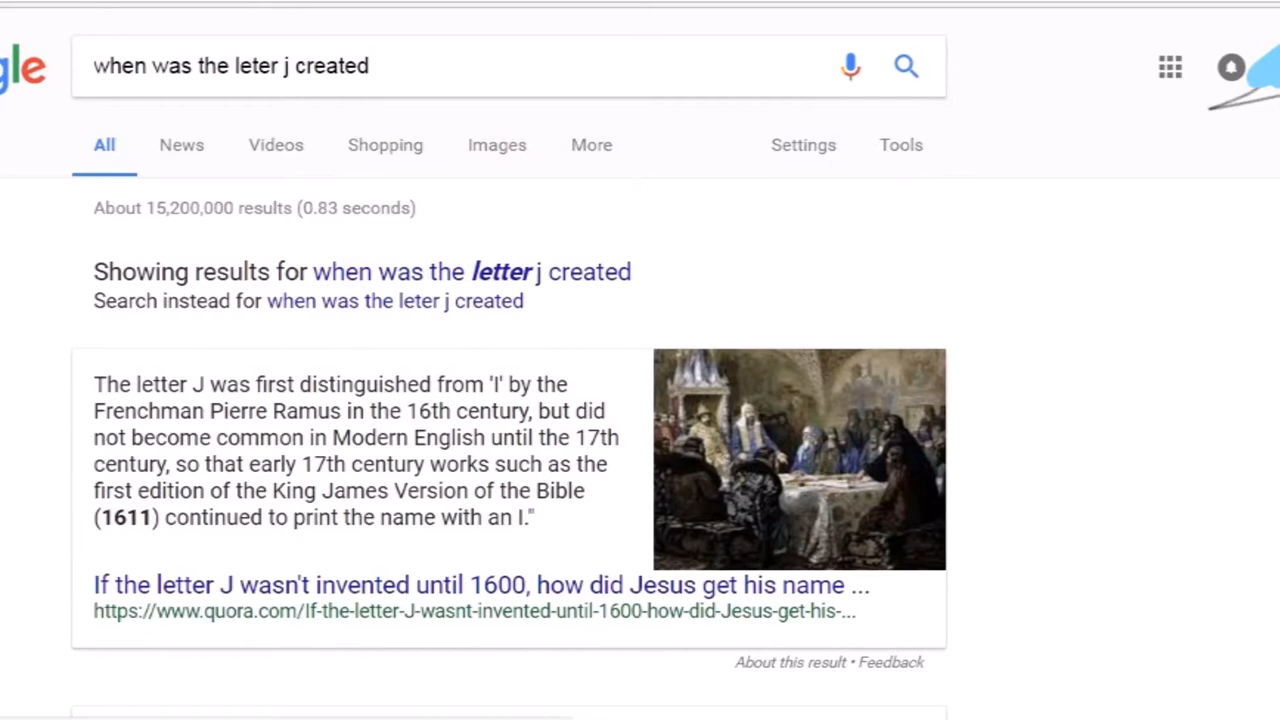 gle
when was the leter j created
All News Videos Shopping Images More Settings Tools
About 15,200,000 results (0.83 seconds)
Showing results for when was the letter j created
Search instead for when was the leter j created
The letter J was first distinguished from 'I' by the
Frenchman Pierre Ramus in the 16th century, but did
not become common in Modern English until the 17th
century, so that early 17th century works such as the
first edition of the King James Version of the Bible
(1611) continued to print the name with an I."
If the letter J wasn't invented until 1600, how did Jesus get his name ...
https://www.quora.com/If-the-letter-J-wasnt-invented-until-1600-how-did-Jesus-get-his-...
About this result • Feedback